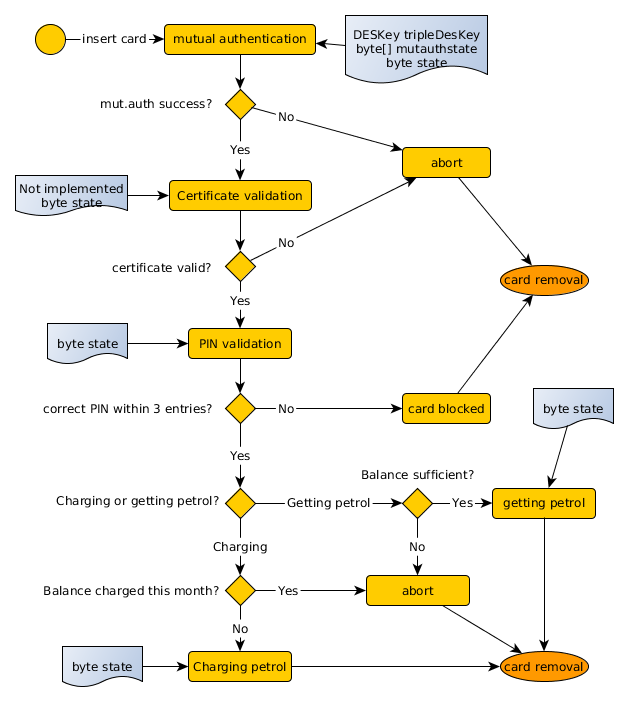 insert card
mutual authentication
DESKey tripleDesKey
byte[] mutauthstate
byte state
mut.auth success?
No
Yes
abort
Not implemented
byte state
Certificate validation
No
certificate valid?
card removal
Yes
byte state
PIN validation
correct PIN within 3 entries?
No
card blocked
byte state
Yes
Balance sufficient?
Charging or getting petrol?
Getting petrol
Yes
getting petrol
Charging
No
Balance charged this month?
Yes
abort
No
byte state
Charging petrol
card removal